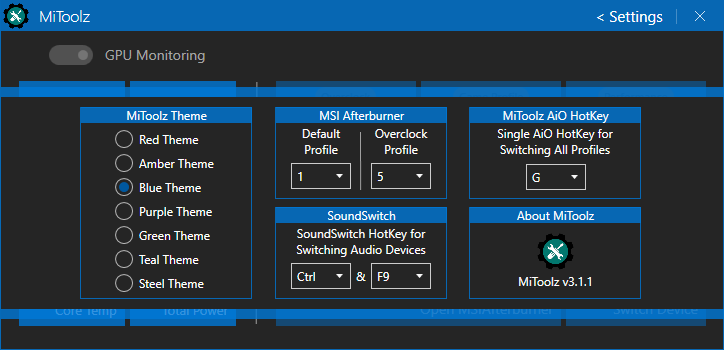 MiToolz
< Settings
GPU Monitoring
MiToolz Theme
Red Theme
Amber Theme
Blue Theme
Purple Theme
Green Theme
Teal Theme
Steel Theme
MSI Afterburner
Default Profile
Overclock Profile
1
5
SoundSwitch
SoundSwitch HotKey for
Switching Audio Devices
Ctrl & F9
MiToolz AiO HotKey
Single AiO HotKey for
Switching All Profiles
G
About MiToolz
MiToolz v3.1.1
Core Temp
Total Power
Open MSIAfterburner
Switch Device